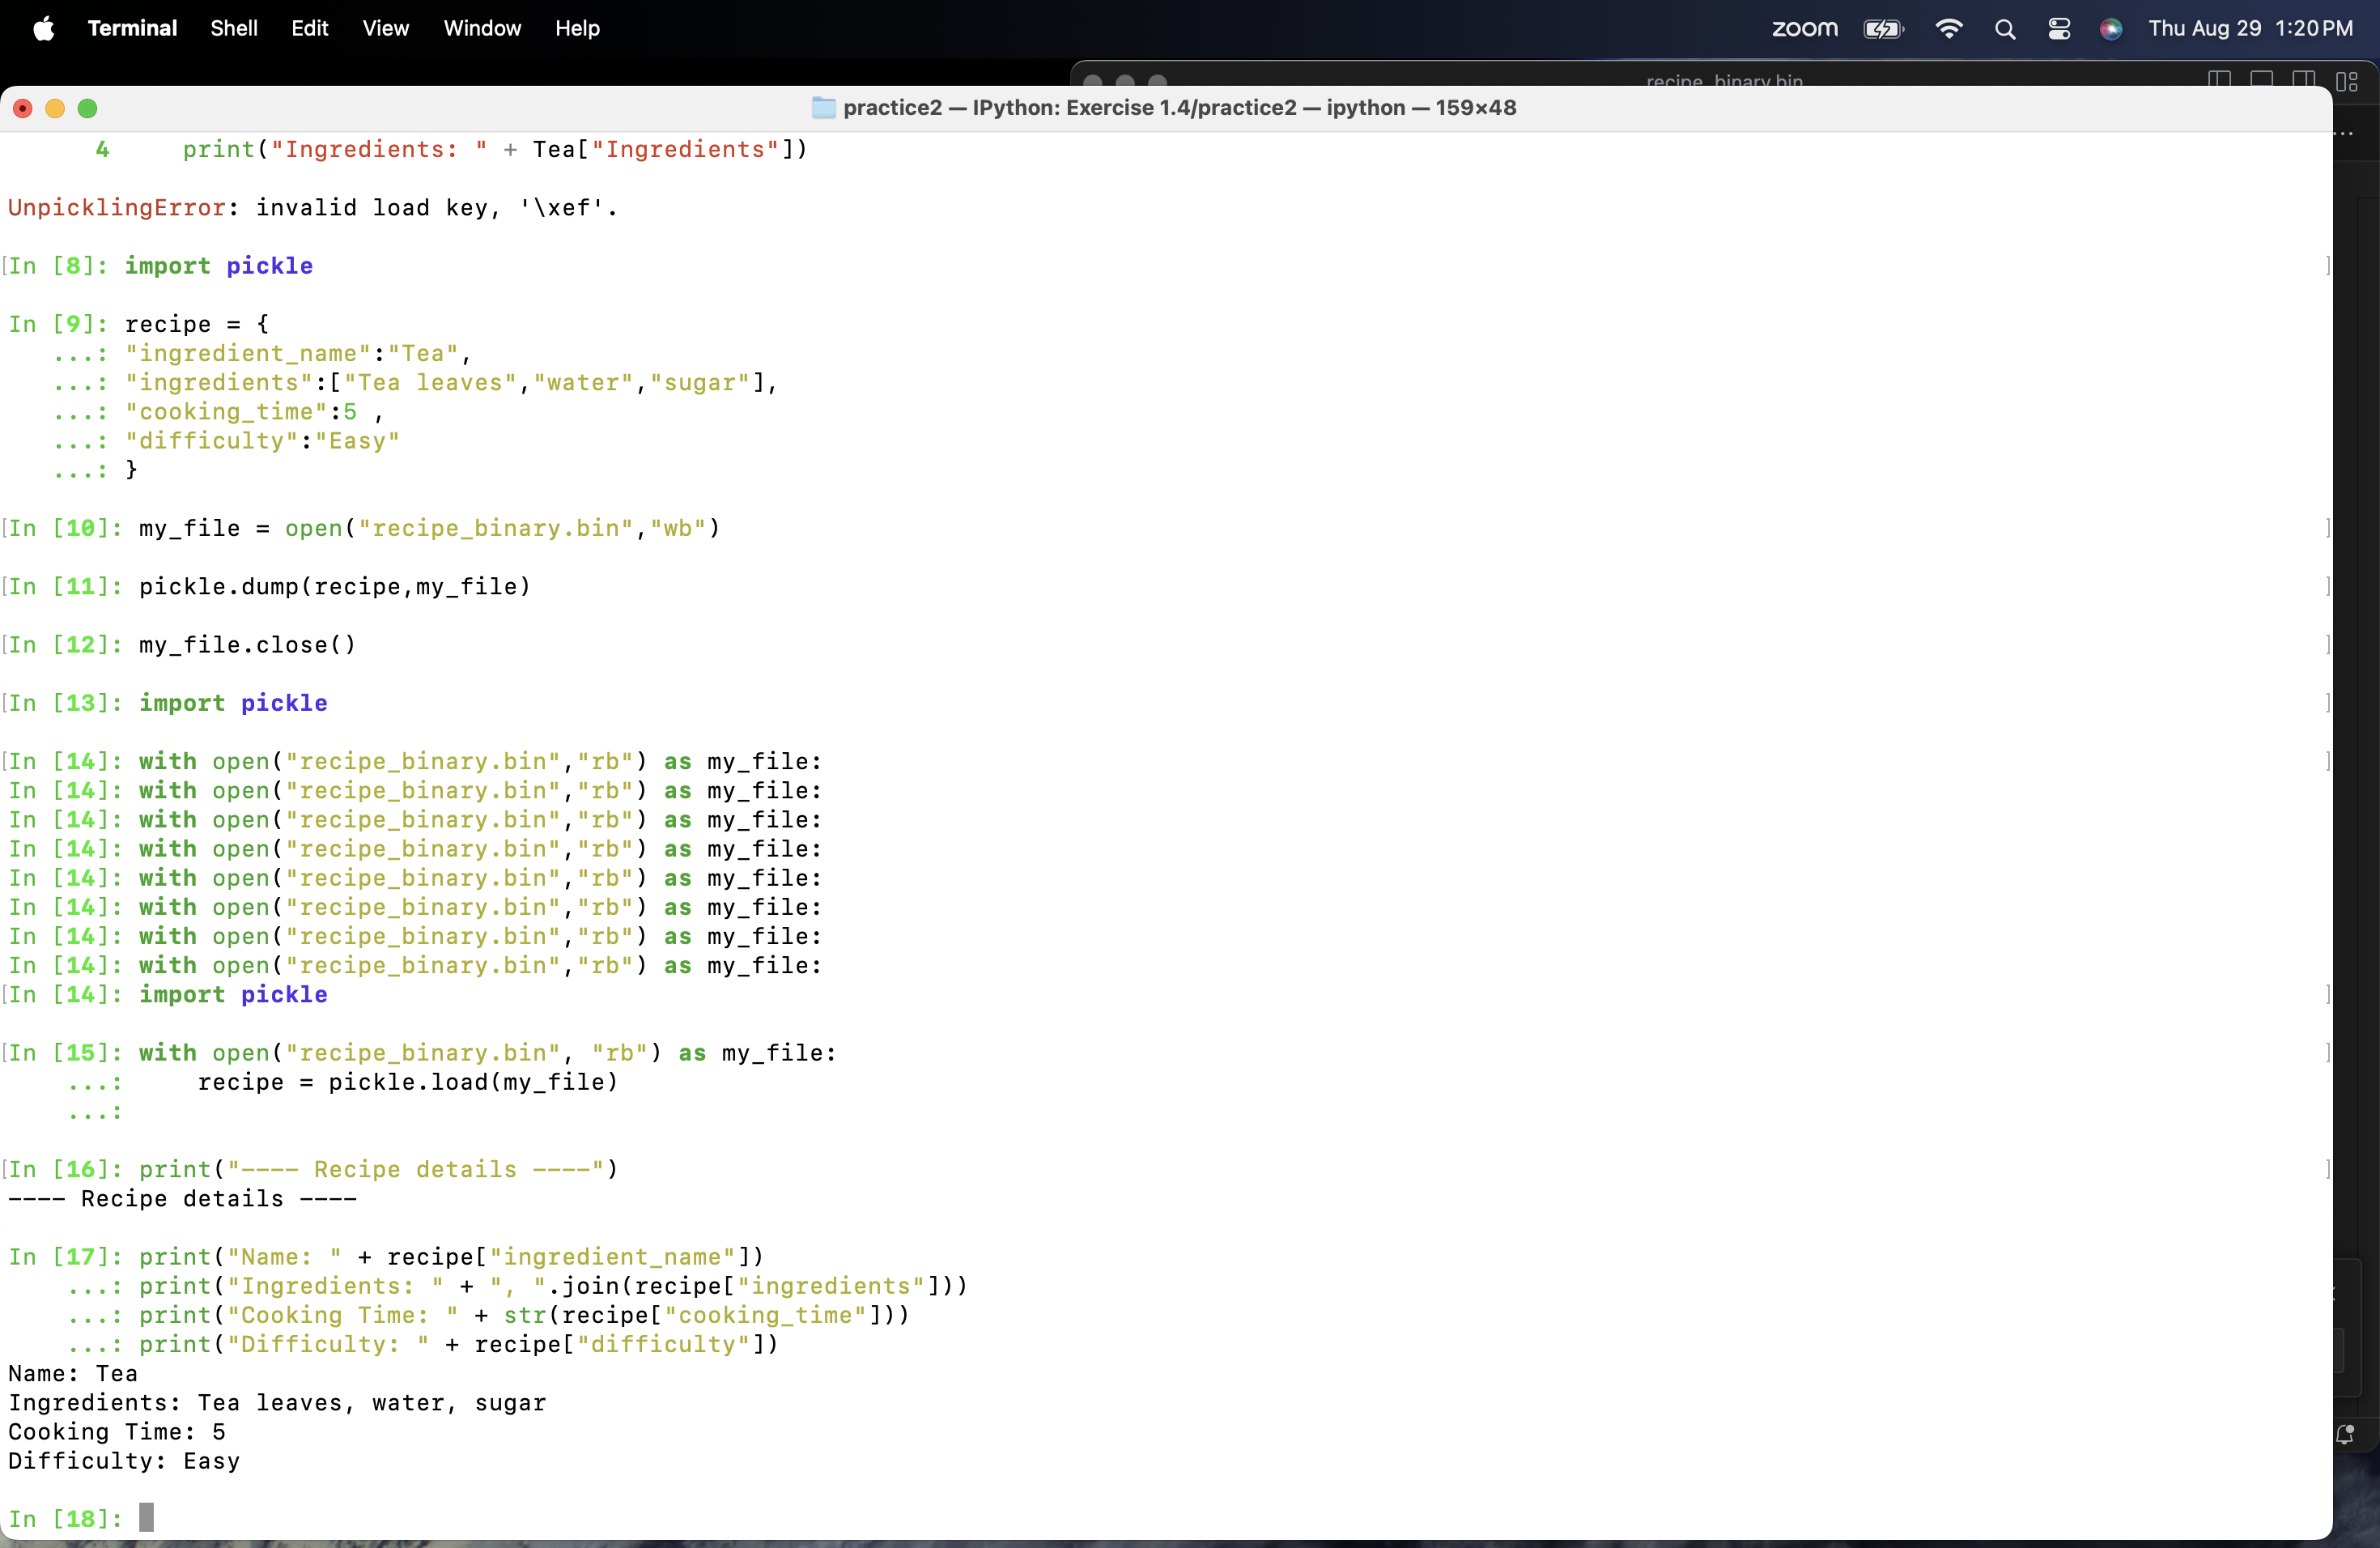 Terminal Shell Edit View Window Help zoom Thu Aug 29 1:20 PM
recipe_binary.bin
practice2 — IPython: Exercise 1.4/practice2 — ipython — 159×48
4     print("Ingredients: " + Tea["Ingredients"])
UnpicklingError: invalid load key, '\xef'.
In [8]: import pickle
In [9]: recipe = {
...: "ingredient_name":"Tea",
...: "ingredients":["Tea leaves","water","sugar"],
...: "cooking_time":5 ,
...: "difficulty":"Easy"
...: }
In [10]: my_file = open("recipe_binary.bin","wb")
In [11]: pickle.dump(recipe,my_file)
In [12]: my_file.close()
In [13]: import pickle
In [14]: with open("recipe_binary.bin","rb") as my_file:
In [14]: with open("recipe_binary.bin","rb") as my_file:
In [14]: with open("recipe_binary.bin","rb") as my_file:
In [14]: with open("recipe_binary.bin","rb") as my_file:
In [14]: with open("recipe_binary.bin","rb") as my_file:
In [14]: with open("recipe_binary.bin","rb") as my_file:
In [14]: with open("recipe_binary.bin","rb") as my_file:
In [14]: with open("recipe_binary.bin","rb") as my_file:
In [14]: import pickle
In [15]: with open("recipe_binary.bin", "rb") as my_file:
...:     recipe = pickle.load(my_file)
...:
In [16]: print("---- Recipe details ----")
---- Recipe details ----
In [17]: print("Name: " + recipe["ingredient_name"])
...: print("Ingredients: " + ", ".join(recipe["ingredients"]))
...: print("Cooking Time: " + str(recipe["cooking_time"]))
...: print("Difficulty: " + recipe["difficulty"])
Name: Tea
Ingredients: Tea leaves, water, sugar
Cooking Time: 5
Difficulty: Easy
In [18]: